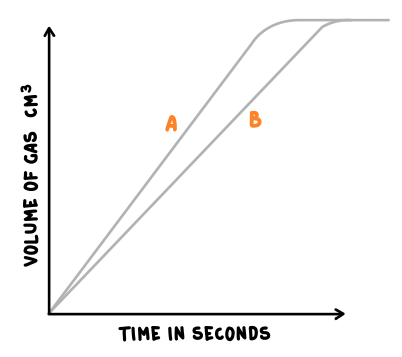 A
B
VOLUME OF GAS CM³
TIME IN SECONDS